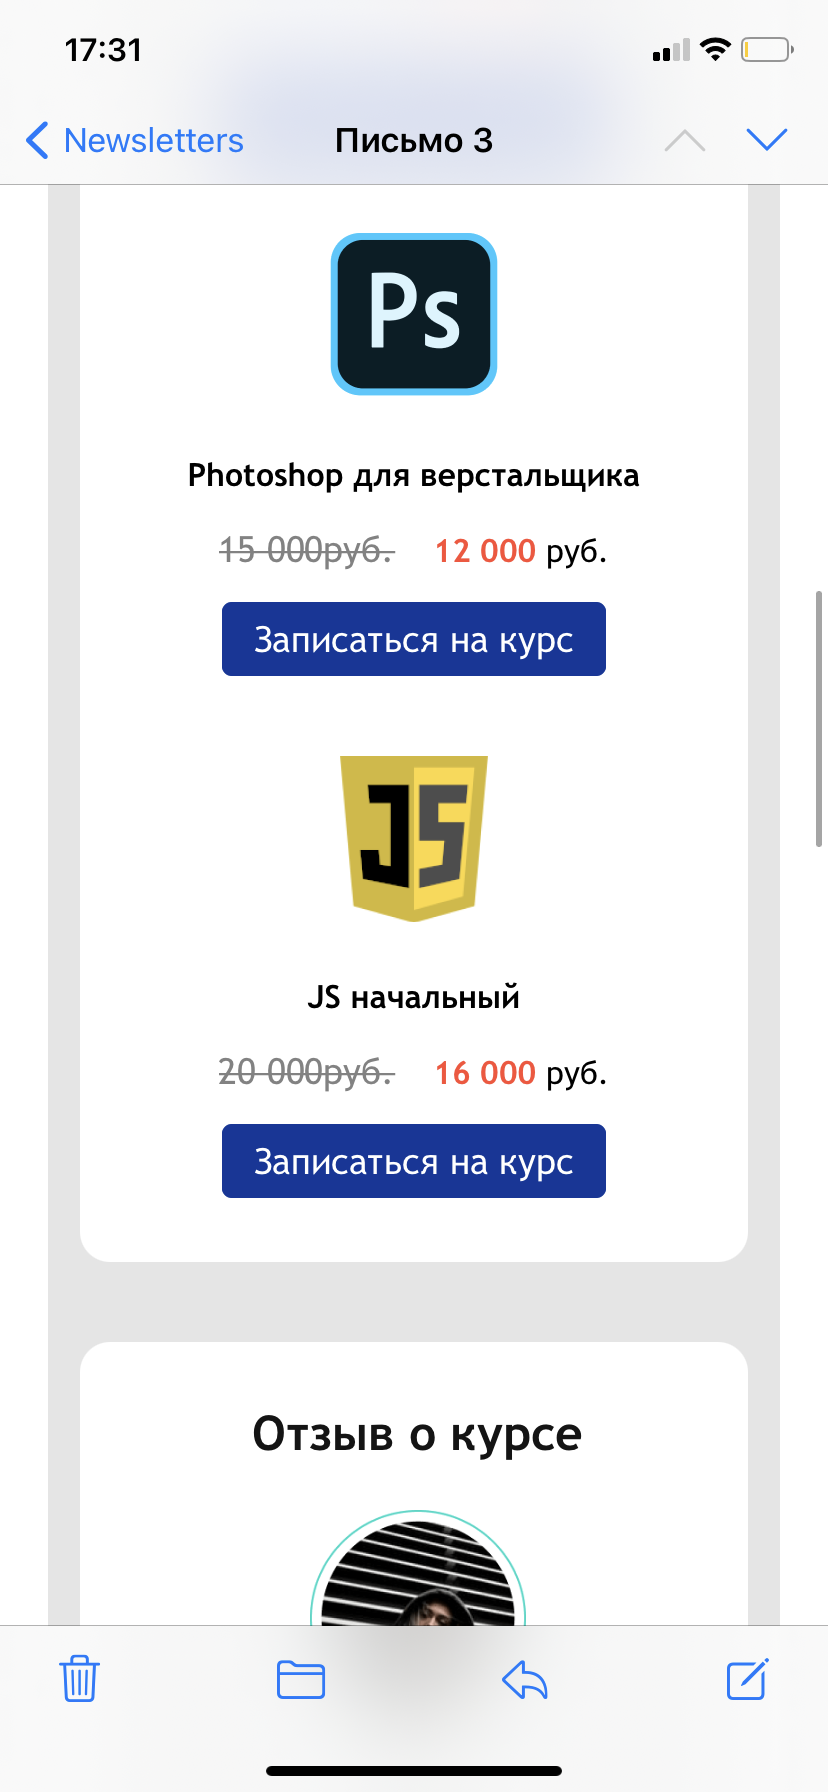 17:31
Newsletters Письмо 3
Ps
Photoshop для верстальщика
15 000руб. 12 000 руб.
Записаться на курс
JS
JS начальный
20 000руб. 16 000 руб.
Записаться на курс
Отзыв о курсе